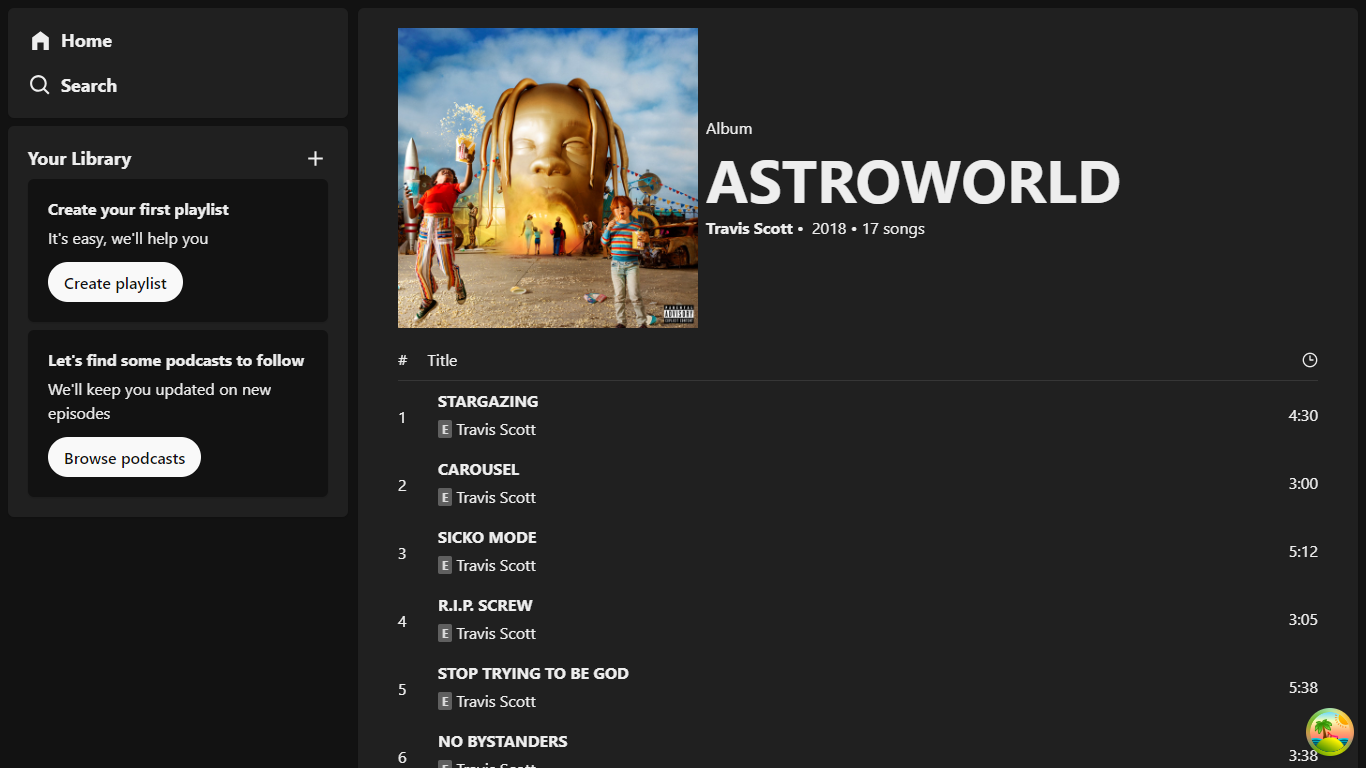 Home
Search
Your Library
Create your first playlist
It's easy, we'll help you
Create playlist
Let's find some podcasts to follow
We'll keep you updated on new
episodes
Browse podcasts
PARENTAL
ADVISORY
EXPLICIT CONTENT
Album
ASTROWORLD
Travis Scott • 2018 • 17 songs
# Title
1 STARGAZING 4:30
E Travis Scott
2 CAROUSEL 3:00
E Travis Scott
3 SICKO MODE 5:12
E Travis Scott
4 R.I.P. SCREW 3:05
E Travis Scott
5 STOP TRYING TO BE GOD 5:38
E Travis Scott
6 NO BYSTANDERS 3:38
E Travis Scott